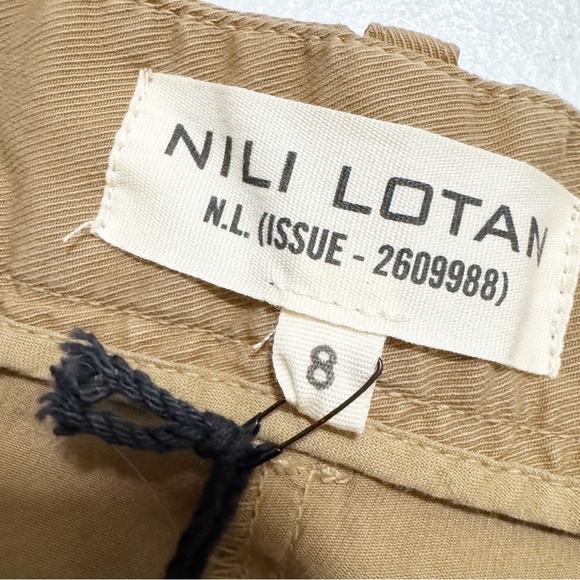 NILI LOTAN
N.L. (ISSUE - 2609988)
8